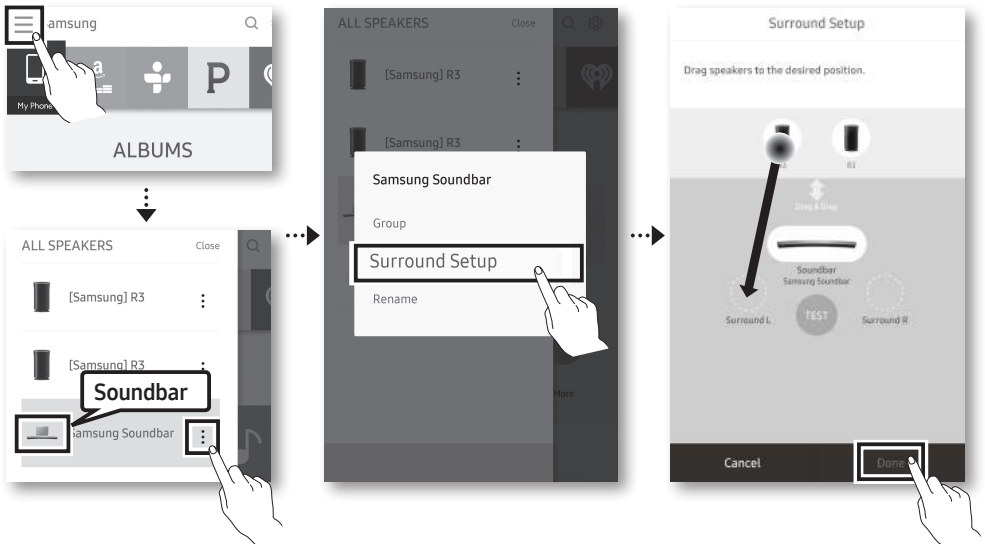 amsung
My Phone
ALBUMS
ALL SPEAKERS Close
[Samsung] R3
[Samsung] R3
Soundbar
Samsung Soundbar
ALL SPEAKERS Close
[Samsung] R3
[Samsung] R3
Samsung Soundbar
Group
Surround Setup
Rename
More
Surround Setup
Drag speakers to the desired position.
R3
Drag & Drop
Soundbar
Samsung Soundbar
Surround L
TEST
Surround R
Cancel
Done